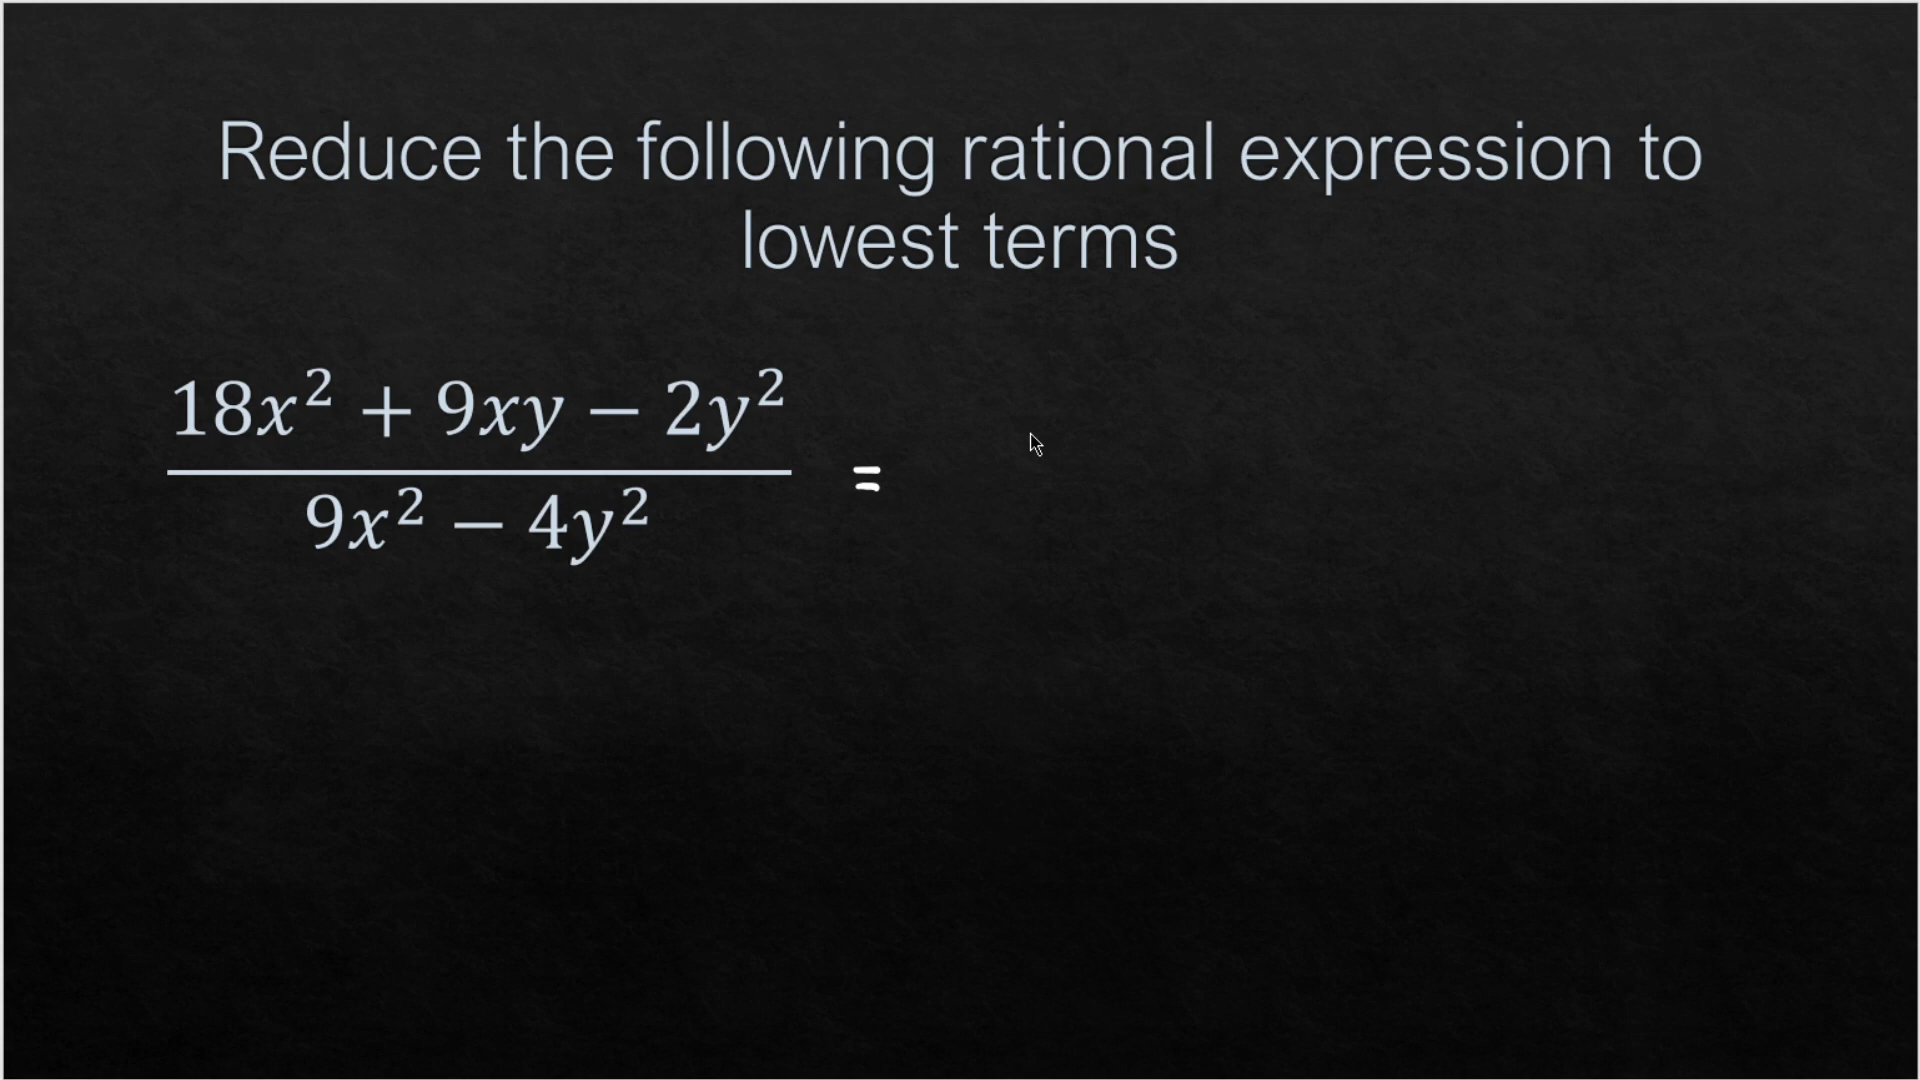 Reduce the following rational expression to
lowest terms
18x² + 9xy − 2y²
9x² − 4y²
=